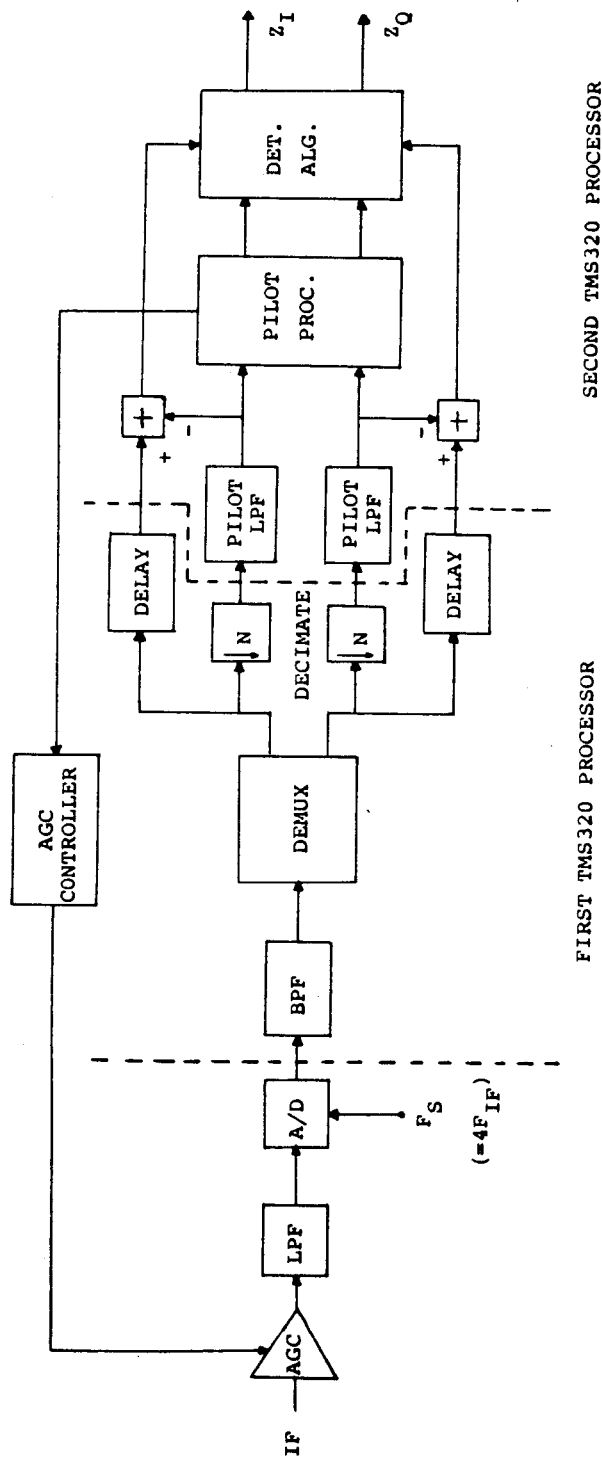 IF
AGC
LPF
A/D
F_S
(=4F_IF)
AGC
CONTROLLER
BPF
DEMUX
DELAY
↓N
DECIMATE
↓N
DELAY
PILOT
LPF
PILOT
LPF
+
-
+
-
+
+
PILOT
PROC.
DET.
ALG.
Z_I
Z_Q
FIRST TMS320 PROCESSOR
SECOND TMS320 PROCESSOR